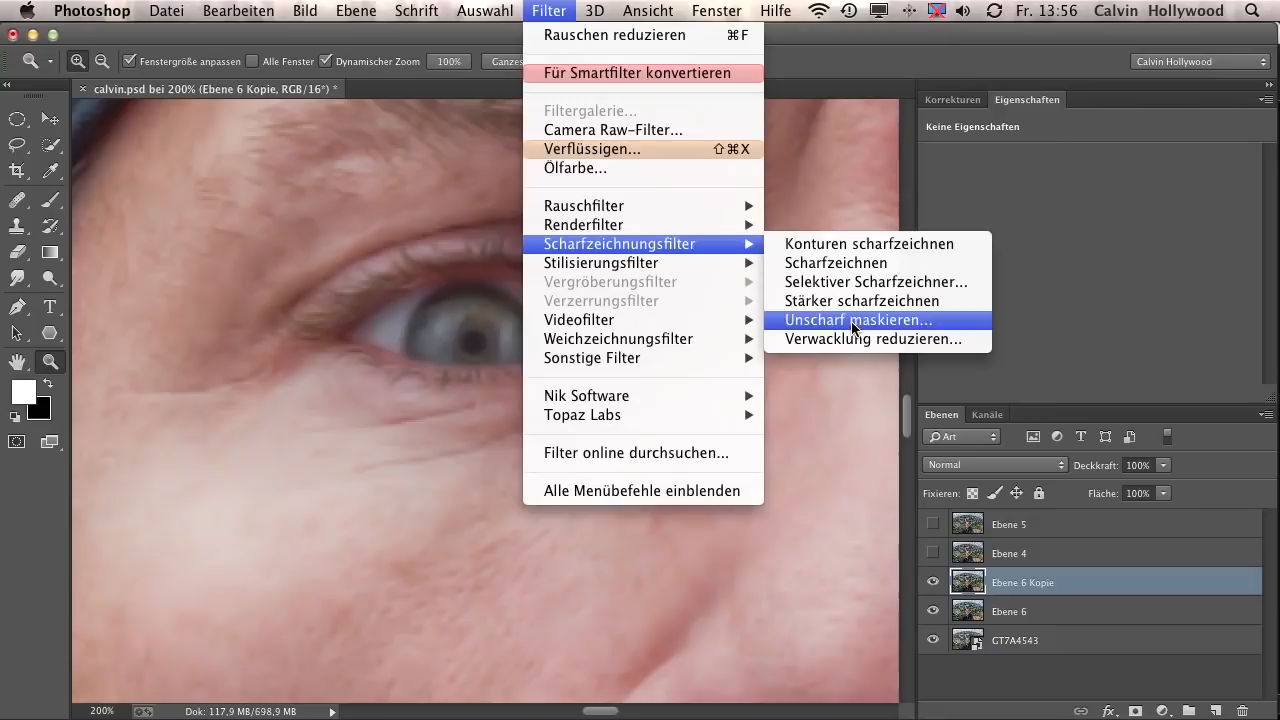 Photoshop Datei Bearbeiten Bild Ebene Schrift Auswahl Filter 3D Ansicht Fenster Hilfe Fr. 13:56 Calvin Hollywood
Fenstergröße anpassen Alle Fenster Dynamischer Zoom 100% Ganzes Calvin Hollywood
calvin.psd bei 200% (Ebene 6 Kopie, RGB/16*) *
Rauschen reduzieren ⌘F
Für Smartfilter konvertieren
Filtergalerie...
Camera Raw-Filter...
Verflüssigen... ⇧⌘X
Ölfarbe...
Rauschfilter
Renderfilter
Scharfzeichnungsfilter
Stilisierungsfilter
Vergröberungsfilter
Verzerrungsfilter
Videofilter
Weichzeichnungsfilter
Sonstige Filter
Nik Software
Topaz Labs
Filter online durchsuchen...
Alle Menübefehle einblenden
Konturen scharfzeichnen
Scharfzeichnen
Selektiver Scharfzeichner...
Stärker scharfzeichnen
Unscharf maskieren...
Verwacklung reduzieren...
Korrekturen Eigenschaften
Keine Eigenschaften
Ebenen Kanäle
Art
Normal Deckkraft: 100%
Fixieren: Fläche: 100%
Ebene 5
Ebene 4
Ebene 6 Kopie
Ebene 6
GT7A4543
200% Dok: 117,9 MB/698,9 MB